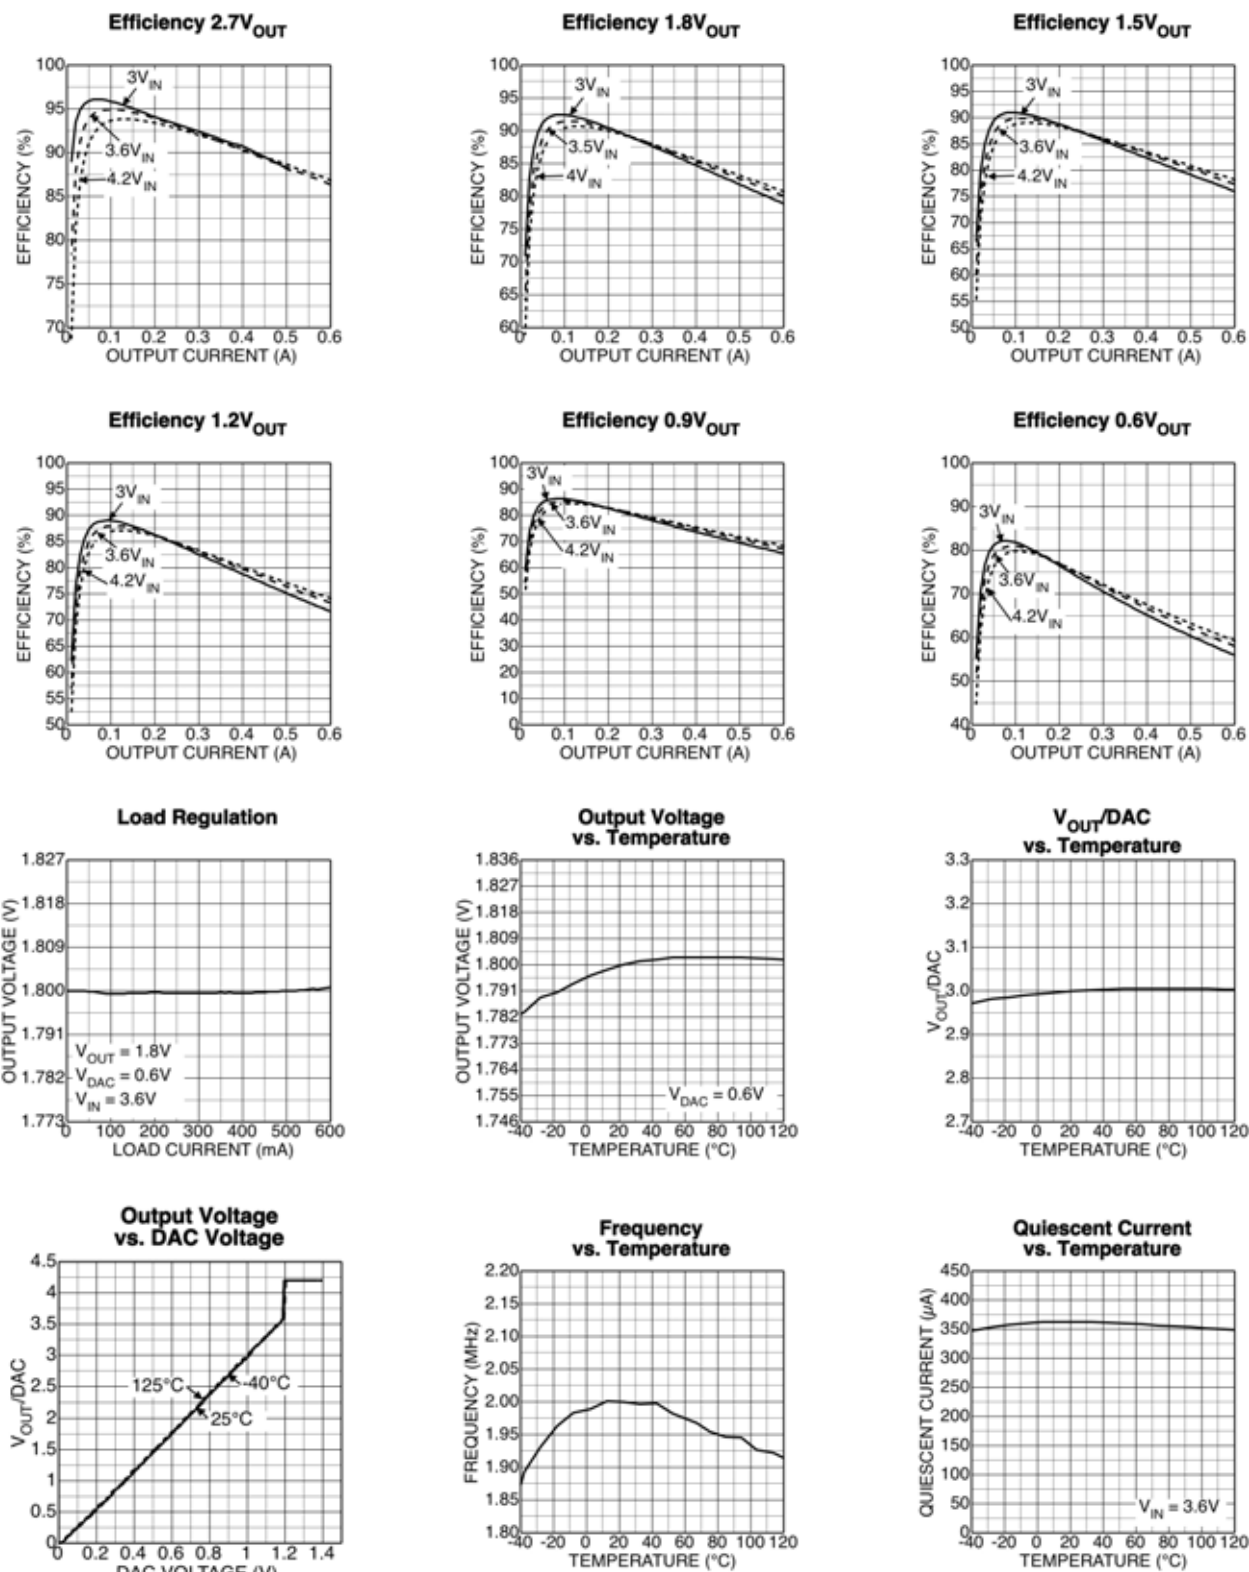 Efficiency 2.7VOUT
EFFICIENCY (%)
100
95
90
85
80
75
70
3VIN
3.6VIN
4.2VIN
0 0.1 0.2 0.3 0.4 0.5 0.6
OUTPUT CURRENT (A)
Efficiency 1.8VOUT
EFFICIENCY (%)
100
95
90
85
80
75
70
65
60
3VIN
3.5VIN
4VIN
0 0.1 0.2 0.3 0.4 0.5 0.6
OUTPUT CURRENT (A)
Efficiency 1.5VOUT
EFFICIENCY (%)
100
95
90
85
80
75
70
65
60
55
50
3VIN
3.6VIN
4.2VIN
0 0.1 0.2 0.3 0.4 0.5 0.6
OUTPUT CURRENT (A)
Efficiency 1.2VOUT
EFFICIENCY (%)
100
95
90
85
80
75
70
65
60
55
50
3VIN
3.6VIN
4.2VIN
0 0.1 0.2 0.3 0.4 0.5 0.6
OUTPUT CURRENT (A)
Efficiency 0.9VOUT
EFFICIENCY (%)
100
90
80
70
60
50
40
30
20
10
0
3VIN
3.6VIN
4.2VIN
0 0.1 0.2 0.3 0.4 0.5 0.6
OUTPUT CURRENT (A)
Efficiency 0.6VOUT
EFFICIENCY (%)
100
90
80
70
60
50
40
3VIN
3.6VIN
4.2VIN
0 0.1 0.2 0.3 0.4 0.5 0.6
OUTPUT CURRENT (A)
Load Regulation
OUTPUT VOLTAGE (V)
1.827
1.818
1.809
1.800
1.791
1.782
1.773
VOUT = 1.8V
VDAC = 0.6V
VIN = 3.6V
0 100 200 300 400 500 600
LOAD CURRENT (mA)
Output Voltage
vs. Temperature
OUTPUT VOLTAGE (V)
1.836
1.827
1.818
1.809
1.800
1.791
1.782
1.773
1.764
1.755
1.746
VDAC = 0.6V
-40 -20 0 20 40 60 80 100 120
TEMPERATURE (°C)
VOUT/DAC
vs. Temperature
VOUT/DAC
3.3
3.2
3.1
3.0
2.9
2.8
2.7
-40 -20 0 20 40 60 80 100 120
TEMPERATURE (°C)
Output Voltage
vs. DAC Voltage
VOUT/DAC
4.5
4
3.5
3
2.5
2
1.5
1
0.5
0
125°C
-40°C
25°C
0 0.2 0.4 0.6 0.8 1.0 1.2 1.4
DAC VOLTAGE (V)
Frequency
vs. Temperature
FREQUENCY (MHz)
2.20
2.15
2.10
2.05
2.00
1.95
1.90
1.85
1.80
-40 -20 0 20 40 60 80 100 120
TEMPERATURE (°C)
Quiescent Current
vs. Temperature
QUIESCENT CURRENT (µA)
450
400
350
300
250
200
150
100
50
0
VIN = 3.6V
-40 -20 0 20 40 60 80 100 120
TEMPERATURE (°C)